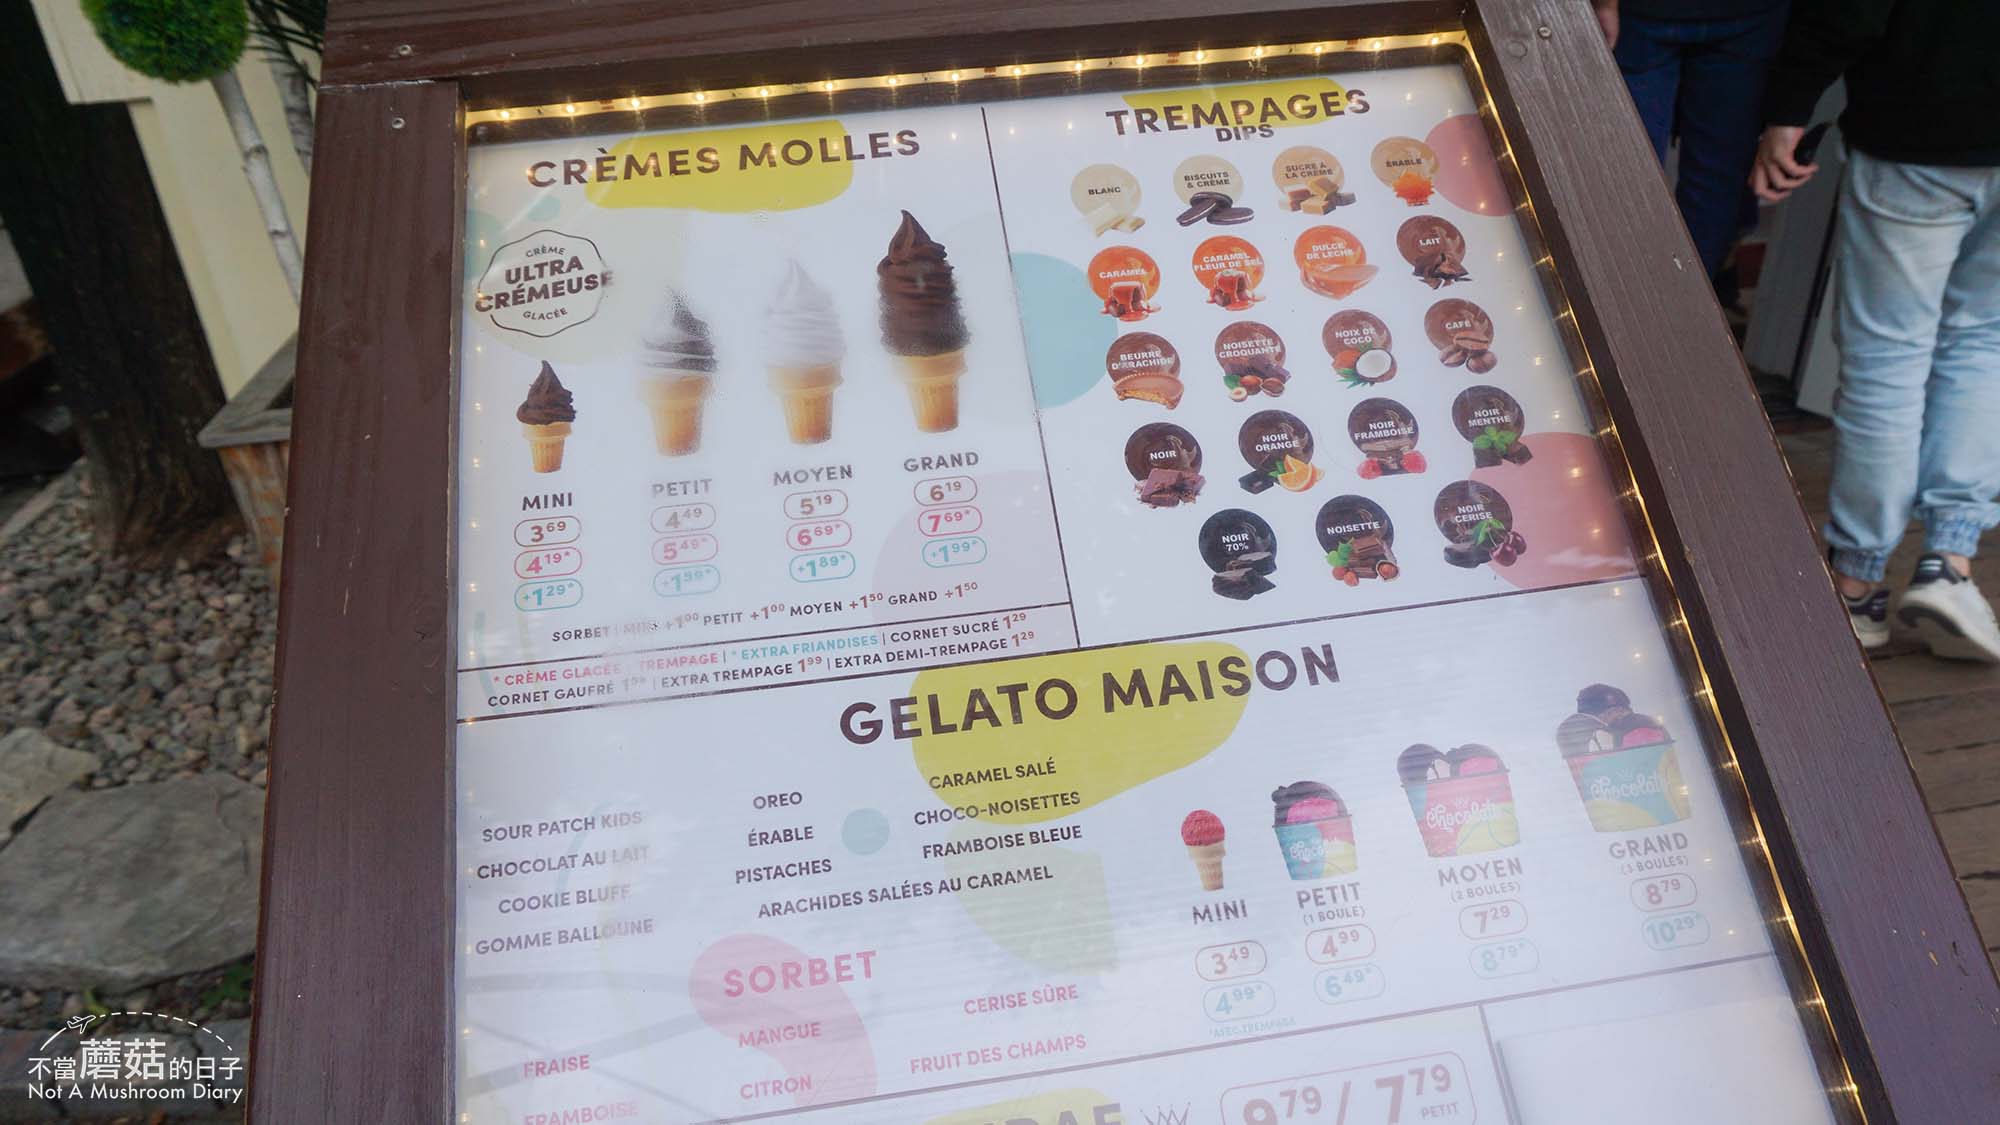 CRÈMES MOLLES
CRÈME
ULTRA
CRÉMEUSE
GLACÉE
MINI
3 69
4 19*
+1 29*
PETIT
4 49
5 49*
+1 59*
MOYEN
5 19
6 69*
+1 89*
GRAND
6 19
7 69*
+1 99*
SORBET | MINI +1 00 PETIT +1 00 MOYEN +1 50 GRAND +1 50
* CRÈME GLACÉE TREMPAGE | * EXTRA FRIANDISES | CORNET SUCRÉ 1 29
CORNET GAUFRÉ | EXTRA TREMPAGE 1 99 | EXTRA DEMI-TREMPAGE 1 29
TREMPAGES
DIPS
BLANC
BISCUITS
& CRÈME
SUCRE À
LA CRÈME
ÉRABLE
CARAMEL
CARAMEL
FLEUR DE SEL
DULCE
DE LECHE
LAIT
BEURRE
D'ARACHIDE
NOISETTE
CROQUANTE
NOIX DE
COCO
CAFÉ
NOIR
NOIR
ORANGE
NOIR
FRAMBOISE
NOIR
MENTHE
NOIR
70%
NOISETTE
NOIR
CERISE
GELATO MAISON
SOUR PATCH KIDS
CHOCOLAT AU LAIT
COOKIE BLUFF
GOMME BALLOUNE
OREO
ÉRABLE
PISTACHES
ARACHIDES SALÉES AU CARAMEL
CARAMEL SALÉ
CHOCO-NOISETTES
FRAMBOISE BLEUE
MINI
3 49
4 99*
*AVEC TREMPAGE
PETIT
(1 BOULE)
4 99
6 49*
MOYEN
(2 BOULES)
7 29
8 79*
GRAND
(3 BOULES)
8 79
10 29*
SORBET
FRAISE
FRAMBOISE
MANGUE
CITRON
CERISE SÛRE
FRUIT DES CHAMPS
9 79 / 7 79
PETIT
不當蘑菇的日子
Not A Mushroom Diary